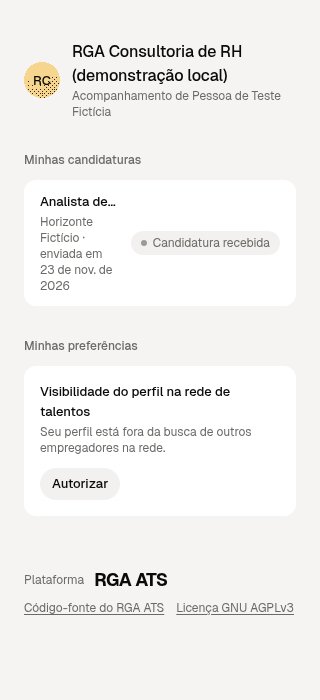 RC
RGA Consultoria de RH
(demonstração local)
Acompanhamento de Pessoa de Teste
Fictícia
Minhas candidaturas
Analista de…
Horizonte
Fictício ·
enviada em
23 de nov. de
2026
Candidatura recebida
Minhas preferências
Visibilidade do perfil na rede de
talentos
Seu perfil está fora da busca de outros
empregadores na rede.
Autorizar
Plataforma RGA ATS
Código-fonte do RGA ATS Licença GNU AGPLv3